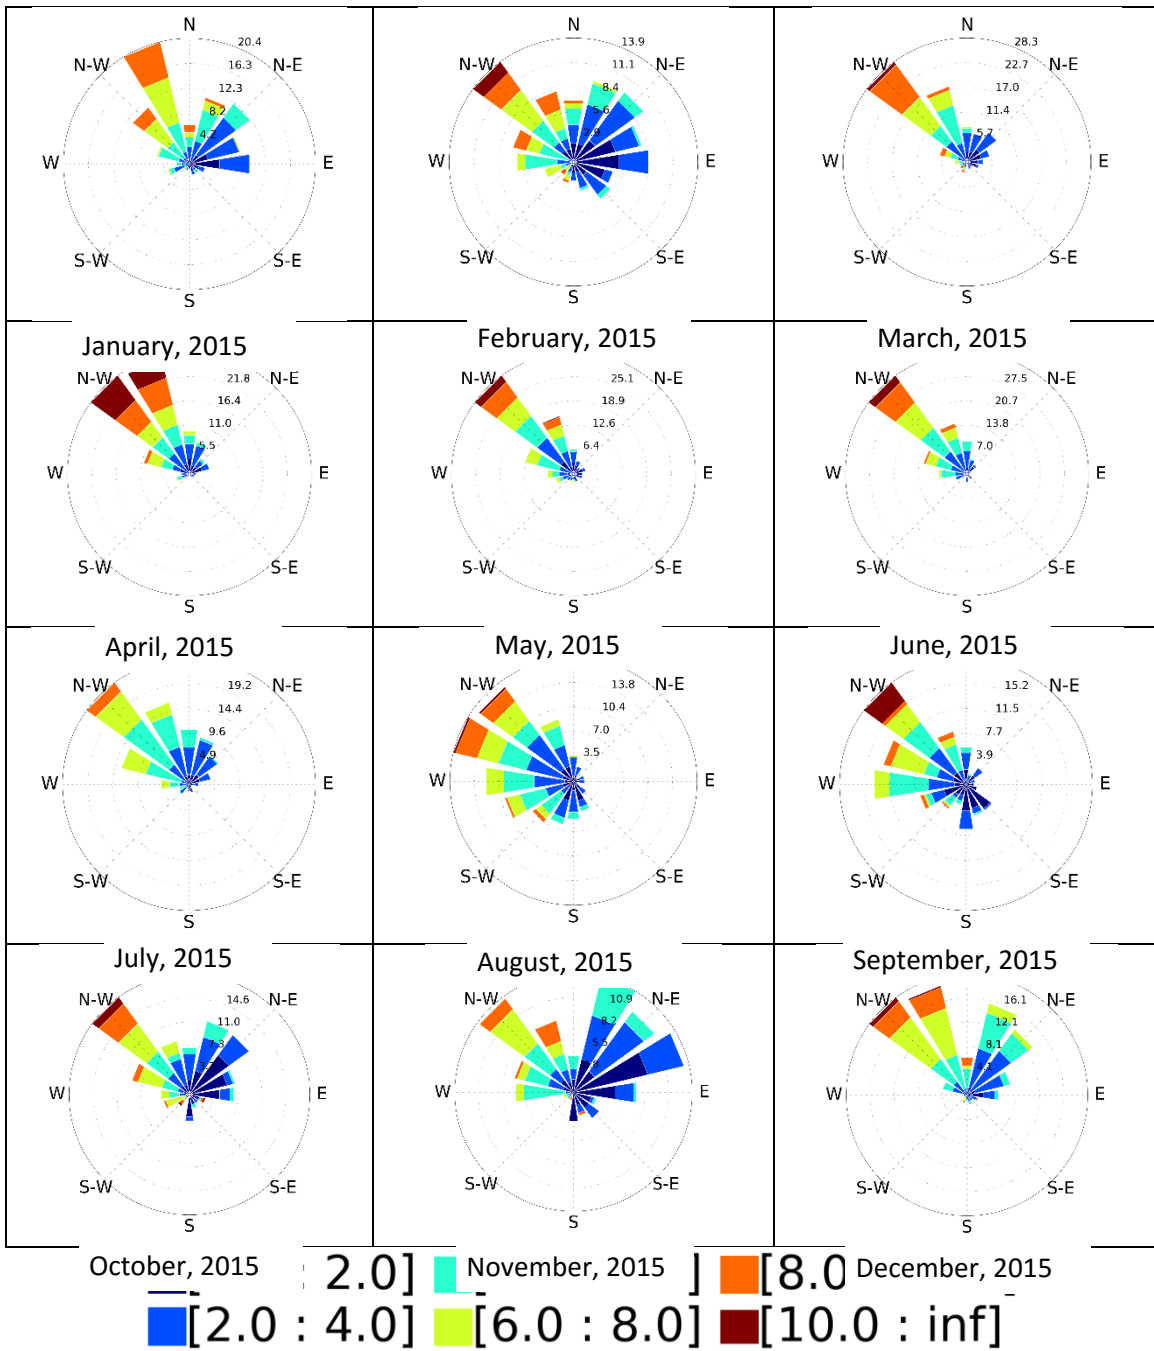 N
N-W 20.4 N-E
16.3
12.3
8.2
4.2
W E
S-W S-E
S
N
N-W 13.9 N-E
11.1
8.4
5.6
2.9
W E
S-W S-E
S
N
N-W 28.3 N-E
22.7
17.0
11.4
5.7
W E
S-W S-E
S
January, 2015
February, 2015
March, 2015
N-W 21.8 N-E
16.4
11.0
5.5
W E
S-W S-E
S
N-W 25.1 N-E
18.9
12.6
6.4
W E
S-W S-E
S
N-W 27.5 N-E
20.7
13.8
7.0
W E
S-W S-E
S
April, 2015
May, 2015
June, 2015
N-W 19.2 N-E
14.4
9.6
4.9
W E
S-W S-E
S
N-W 13.8 N-E
10.4
7.0
3.5
W E
S-W S-E
S
N-W 15.2 N-E
11.5
7.7
3.9
W E
S-W S-E
S
July, 2015
August, 2015
September, 2015
N-W 14.6 N-E
11.0
7.3
W E
S-W S-E
S
N-W 10.9 N-E
8.2
5.5
W E
S-W S-E
S
N-W 16.1 N-E
12.1
8.1
4.1
W E
S-W S-E
S
October, 2015
November, 2015
December, 2015
: 2.0] ] [8.0
[2.0 : 4.0] [6.0 : 8.0] [10.0 : inf]